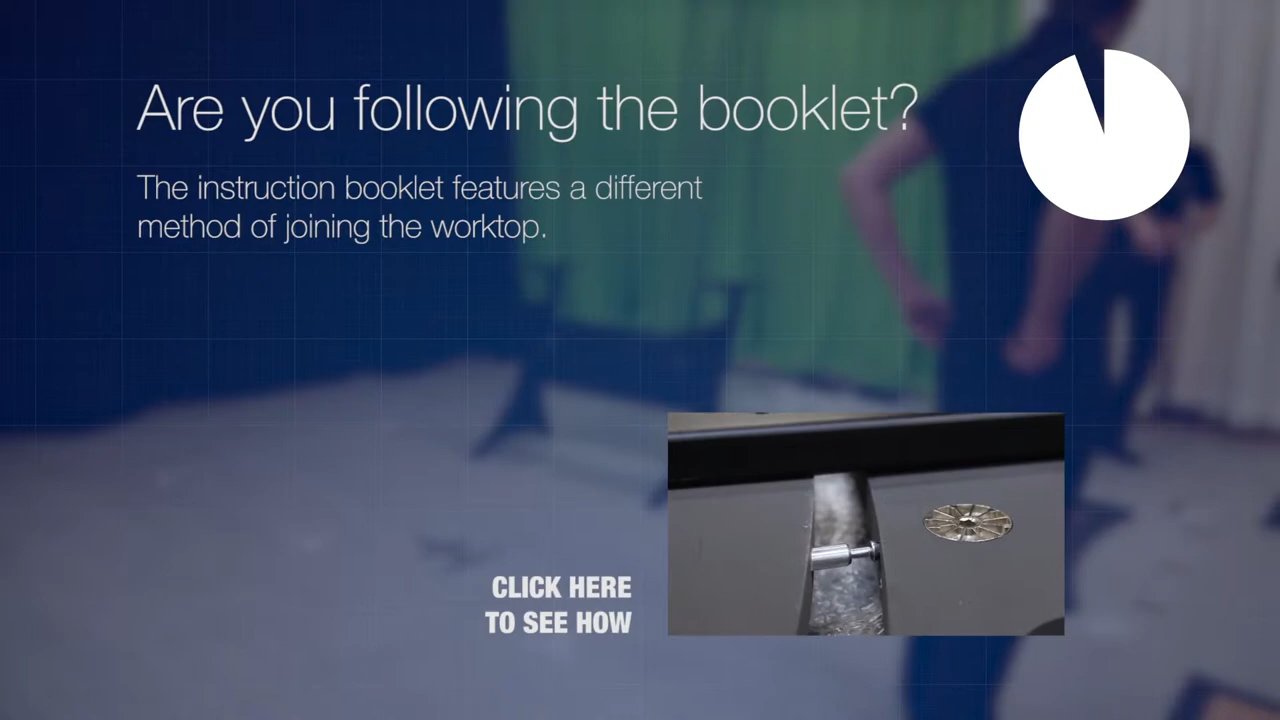 Are you following the booklet?
The instruction booklet features a different
method of joining the worktop.
CLICK HERE
TO SEE HOW